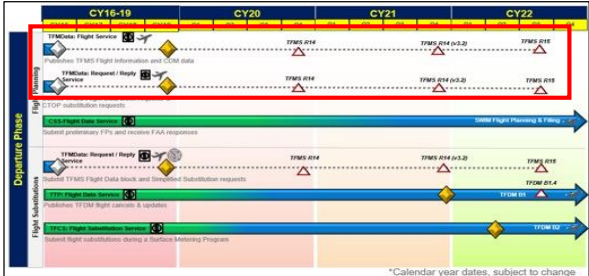 CY16-19 CY20 CY21 CY22
Departure Phase
Flight Planning
TFMData: Flight Service
TFMS R14 TFMS R14 (v3.2) TFMS R15
Publishes TFMS Flight Information and CDM data
TFMData: Request / Reply
Service
TFMS R14 TFMS R14 (v3.2) TFMS R15
CTOP substitution requests
CSS-Flight Data Service
SWIM Flight Planning & Filing
Submit preliminary FPs and receive FAA responses
Flight Substitutions
TFMData: Request / Reply
Service
TFMS R14 TFMS R14 (v3.2) TFMS R15
Submit TFMS Flight Data block and Simplified Substitution requests
TTP: Flight Data Service
TFDM B1 TFDM B1.4
Publishes TFDM flight cancels & updates
TFCS: Flight Substitution Service
TFDM B2
Submit flight substitutions during a Surface Metering Program
*Calendar year dates, subject to change